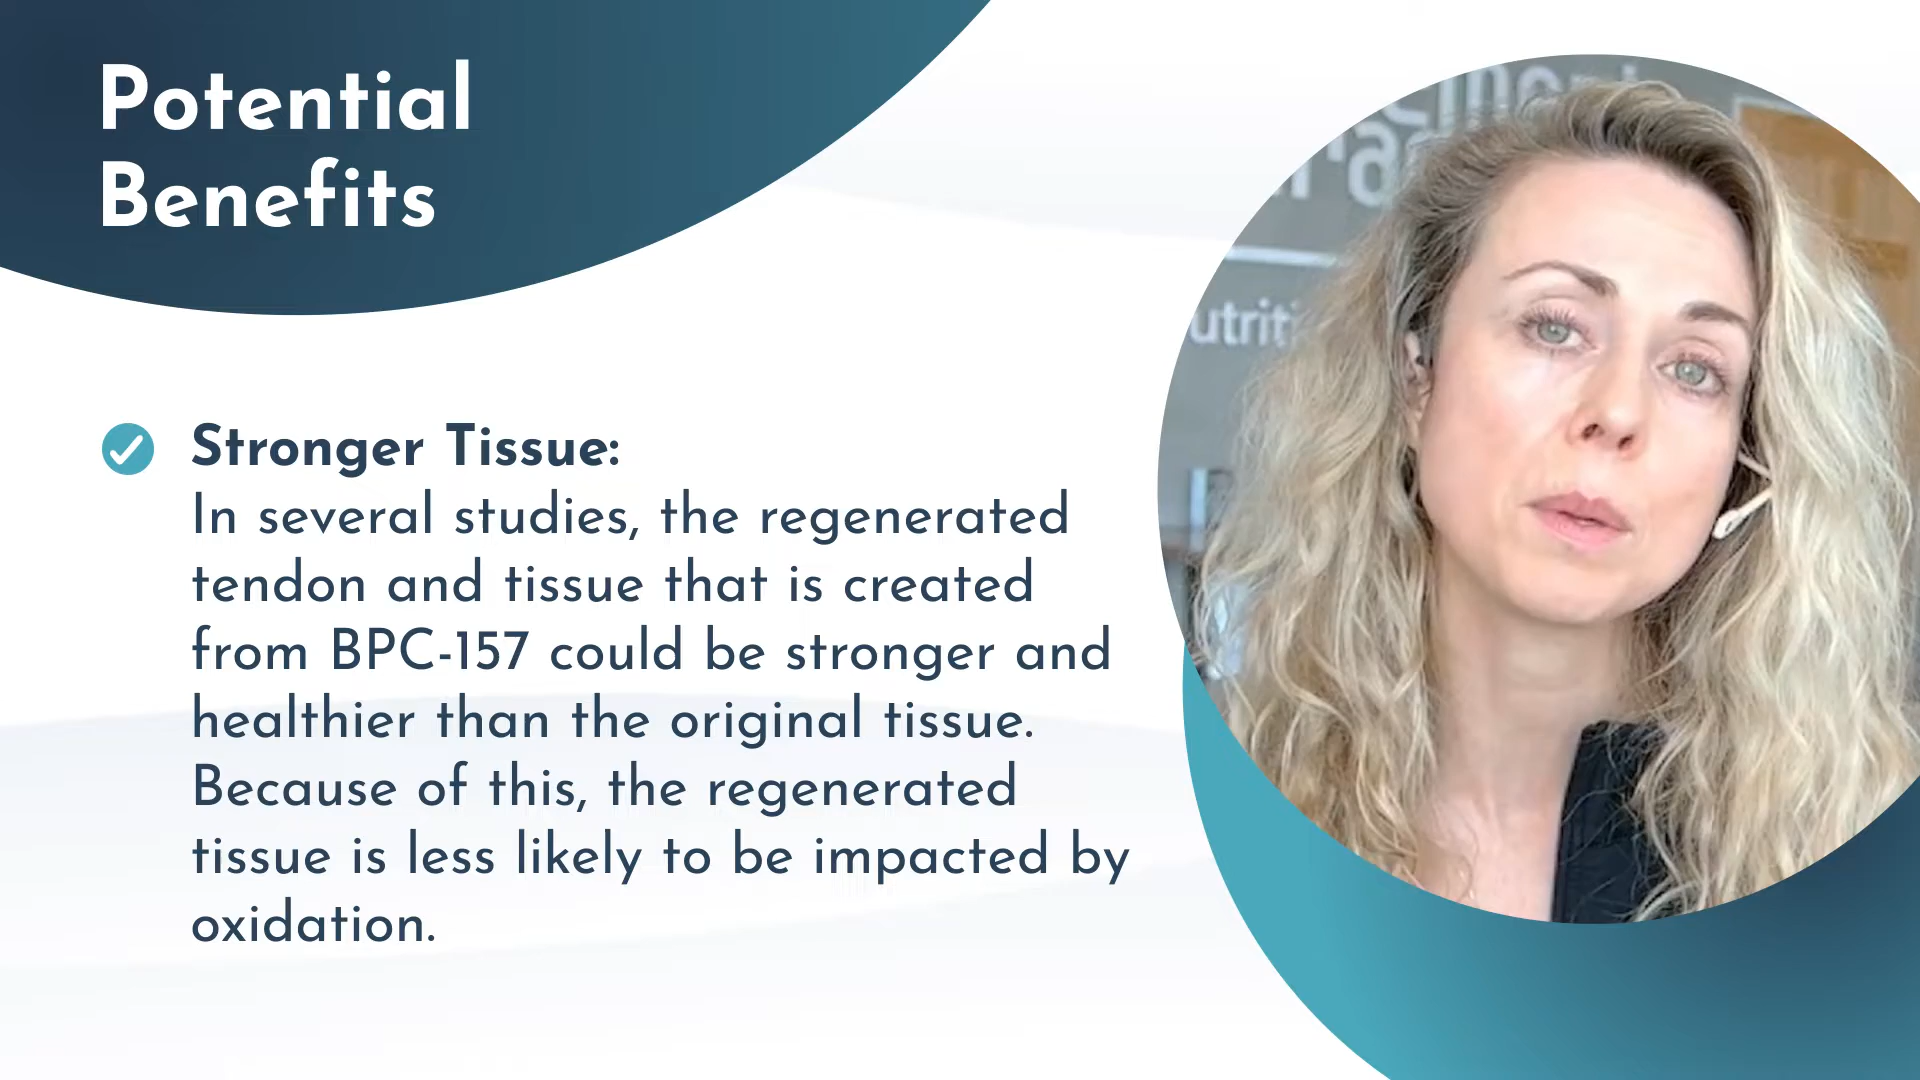 Potential
Benefits
Stronger Tissue:
In several studies, the regenerated
tendon and tissue that is created
from BPC-157 could be stronger and
healthier than the original tissue.
Because of this, the regenerated
tissue is less likely to be impacted by
oxidation.